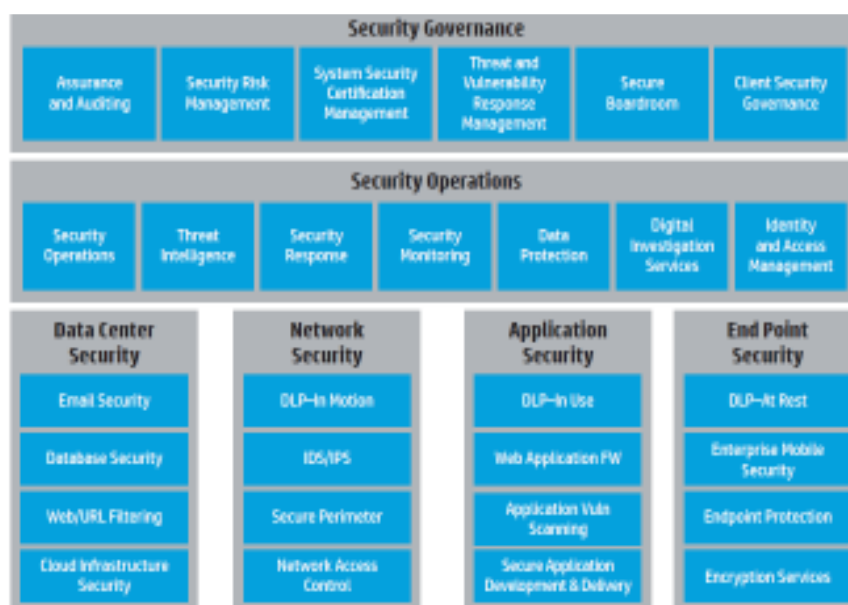 Security Governance
Assurance
and Auditing
Security Risk
Management
System Security
Certification
Management
Threat and
Vulnerability
Response
Management
Secure
Boardroom
Client Security
Governance
Security Operations
Security
Operations
Threat
Intelligence
Security
Response
Security
Monitoring
Data
Protection
Digital
Investigation
Services
Identity
and Access
Management
Data Center
Security
Email Security
Database Security
Web/URL Filtering
Cloud Infrastructure
Security
Network
Security
DLP–In Motion
IDS/IPS
Secure Perimeter
Network Access
Control
Application
Security
DLP–In Use
Web Application FW
Application Vuln
Scanning
Secure Application
Development & Delivery
End Point
Security
DLP–At Rest
Enterprise Mobile
Security
Endpoint Protection
Encryption Services